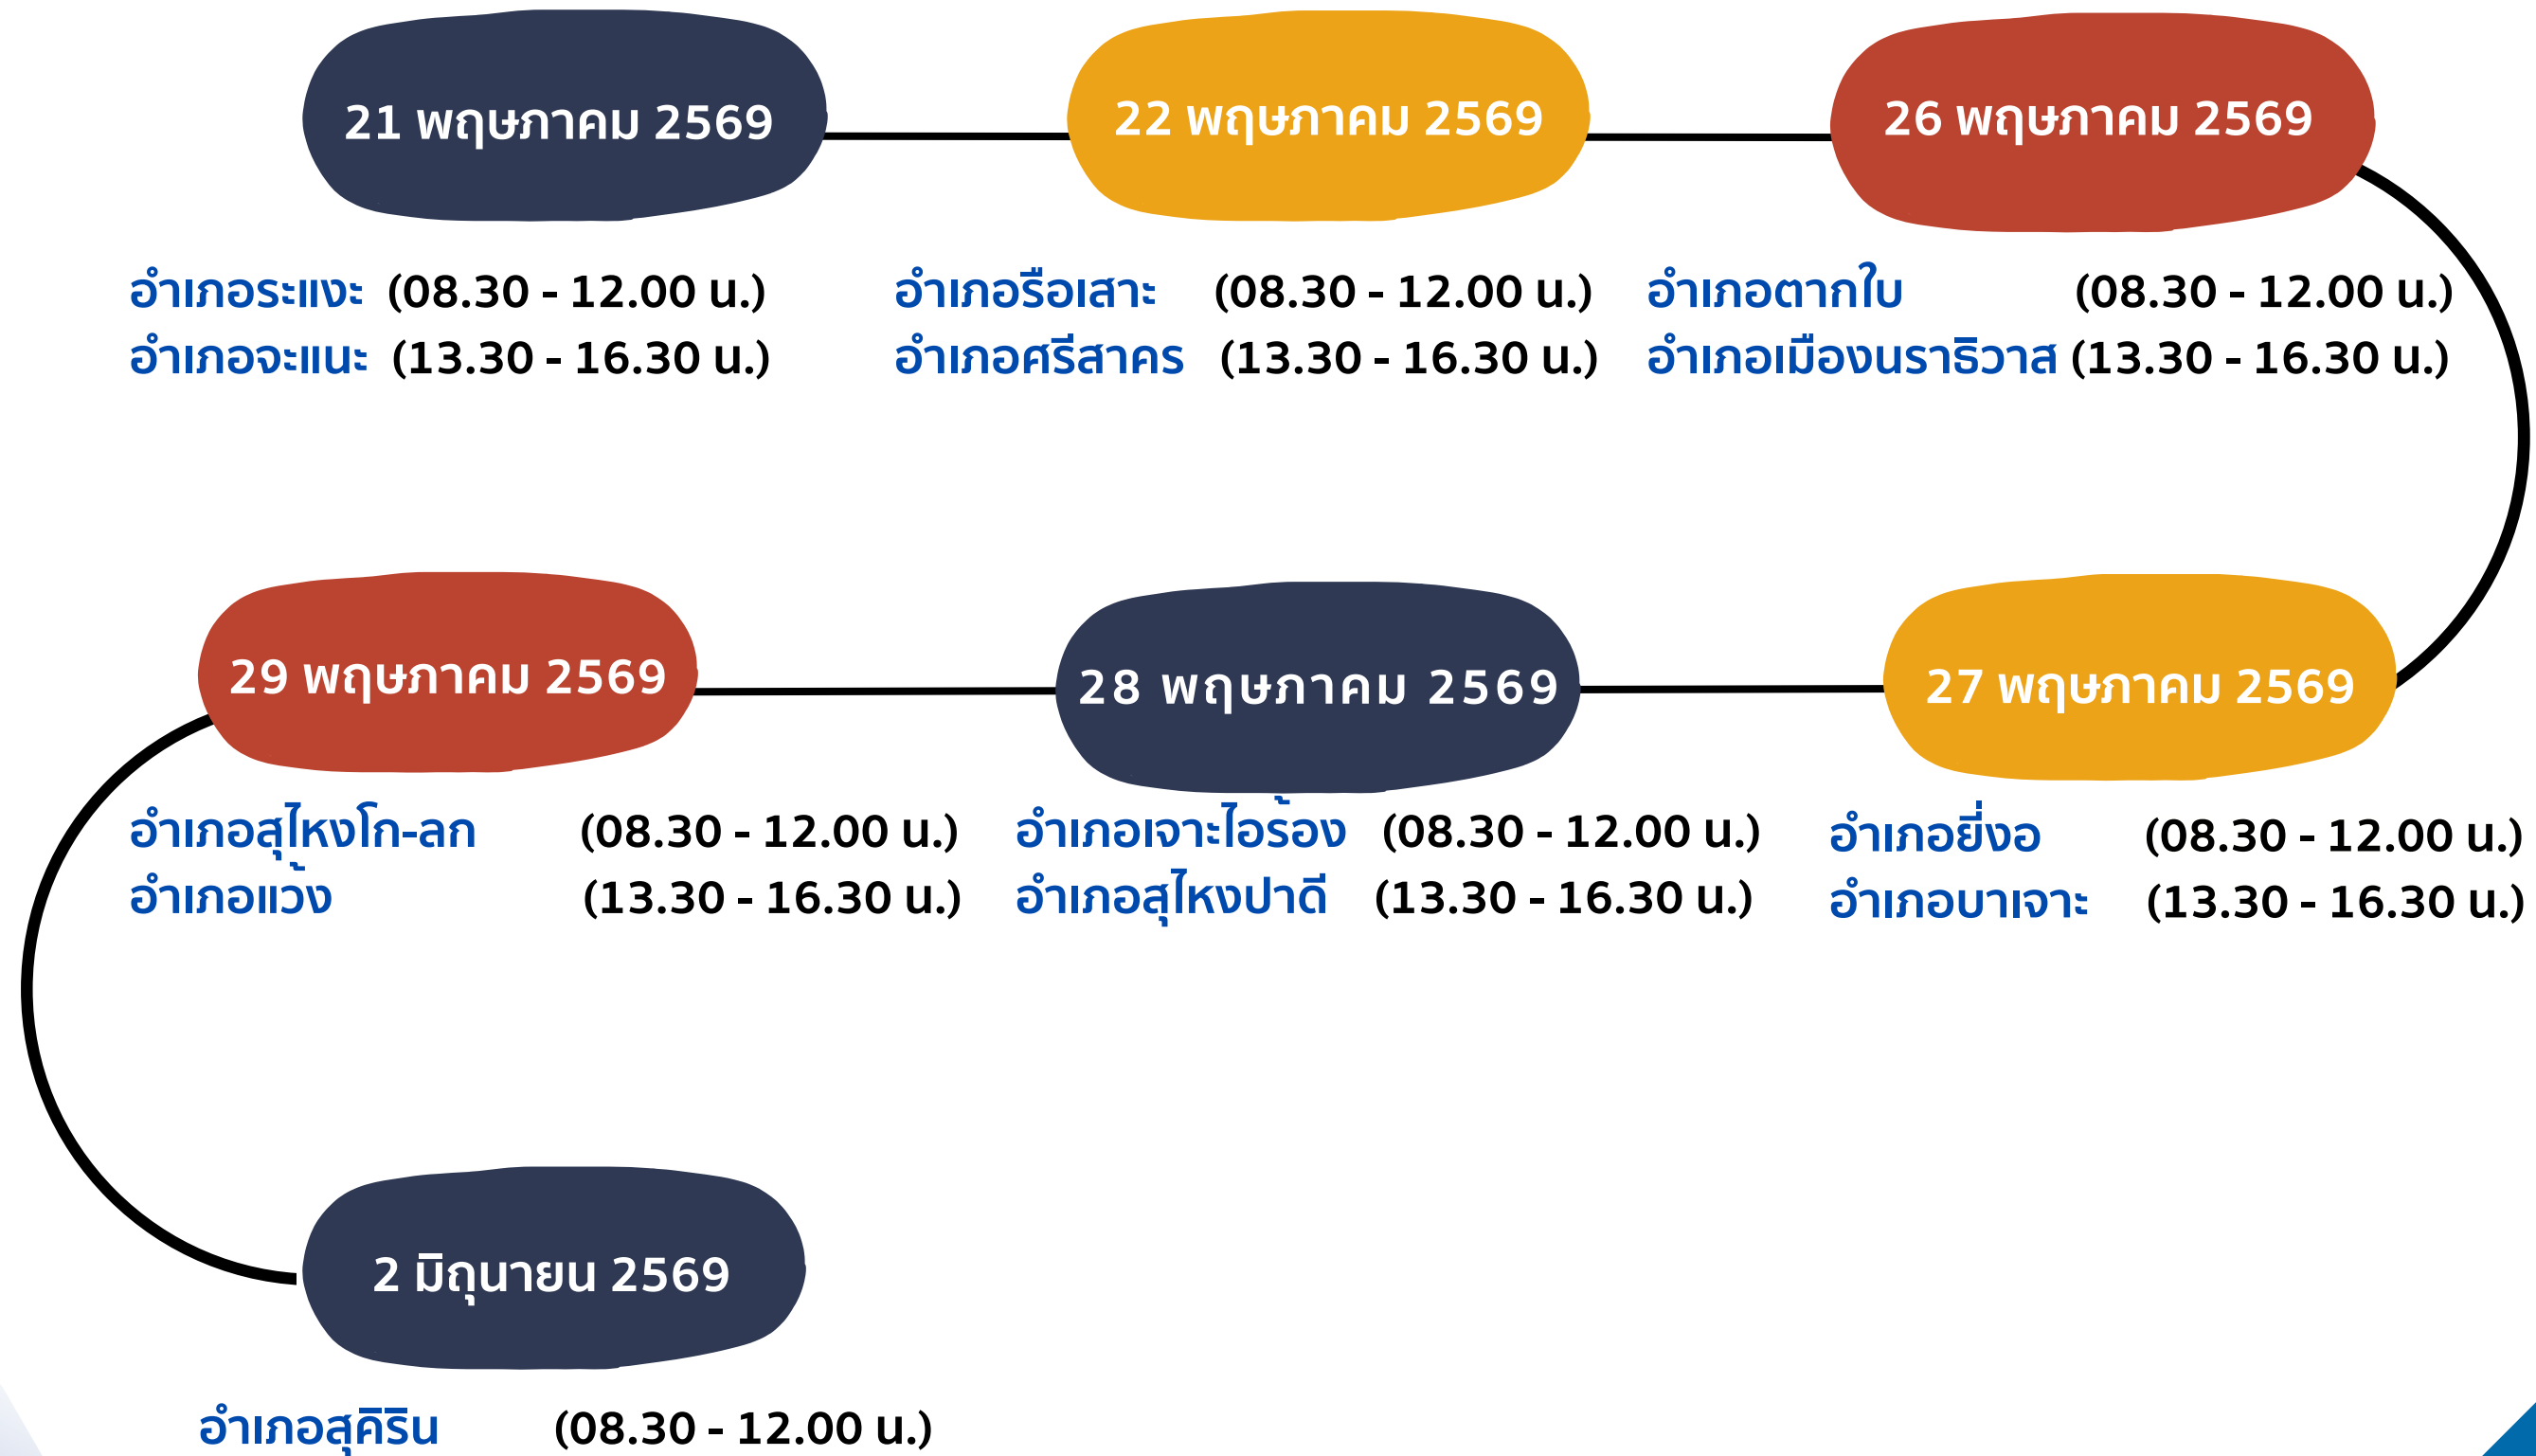 21 พฤษภาคม 2569
อำเภอระแงะ (08.30 - 12.00 น.)
อำเภอจะแนะ (13.30 - 16.30 น.)
22 พฤษภาคม 2569
อำเภอรือเสาะ (08.30 - 12.00 น.)
อำเภอศรีสาคร (13.30 - 16.30 น.)
26 พฤษภาคม 2569
อำเภอตากใบ (08.30 - 12.00 น.)
อำเภอเมืองนราธิวาส (13.30 - 16.30 น.)
27 พฤษภาคม 2569
อำเภอยี่งอ (08.30 - 12.00 น.)
อำเภอบาเจาะ (13.30 - 16.30 น.)
28 พฤษภาคม 2569
อำเภอเจาะไอร้อง (08.30 - 12.00 น.)
อำเภอสุไหงปาดี (13.30 - 16.30 น.)
29 พฤษภาคม 2569
อำเภอสุไหงโก-ลก (08.30 - 12.00 น.)
อำเภอแว้ง (13.30 - 16.30 น.)
2 มิถุนายน 2569
อำเภอสุคิริน (08.30 - 12.00 น.)